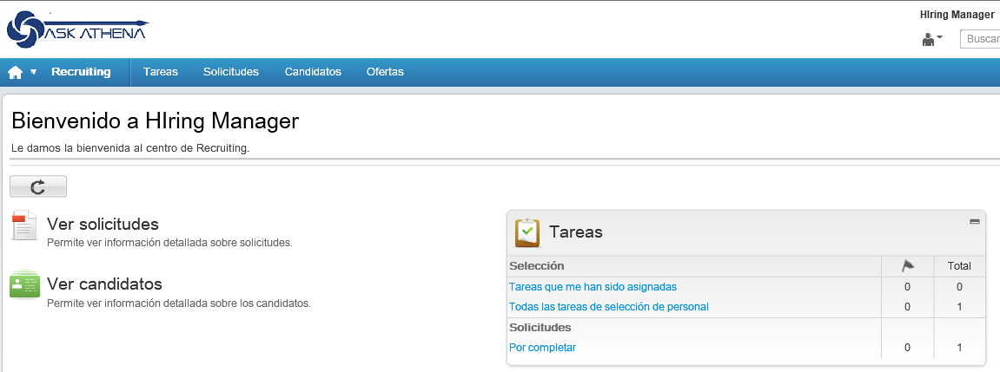 HIring Manager
ASK ATHENA
Buscar
Recruiting Tareas Solicitudes Candidatos Ofertas
Bienvenido a HIring Manager
Le damos la bienvenida al centro de Recruiting.
Ver solicitudes
Permite ver información detallada sobre solicitudes.
Ver candidatos
Permite ver información detallada sobre los candidatos.
Tareas
Selección Total
Tareas que me han sido asignadas 0 0
Todas las tareas de selección de personal 0 1
Solicitudes
Por completar 0 1